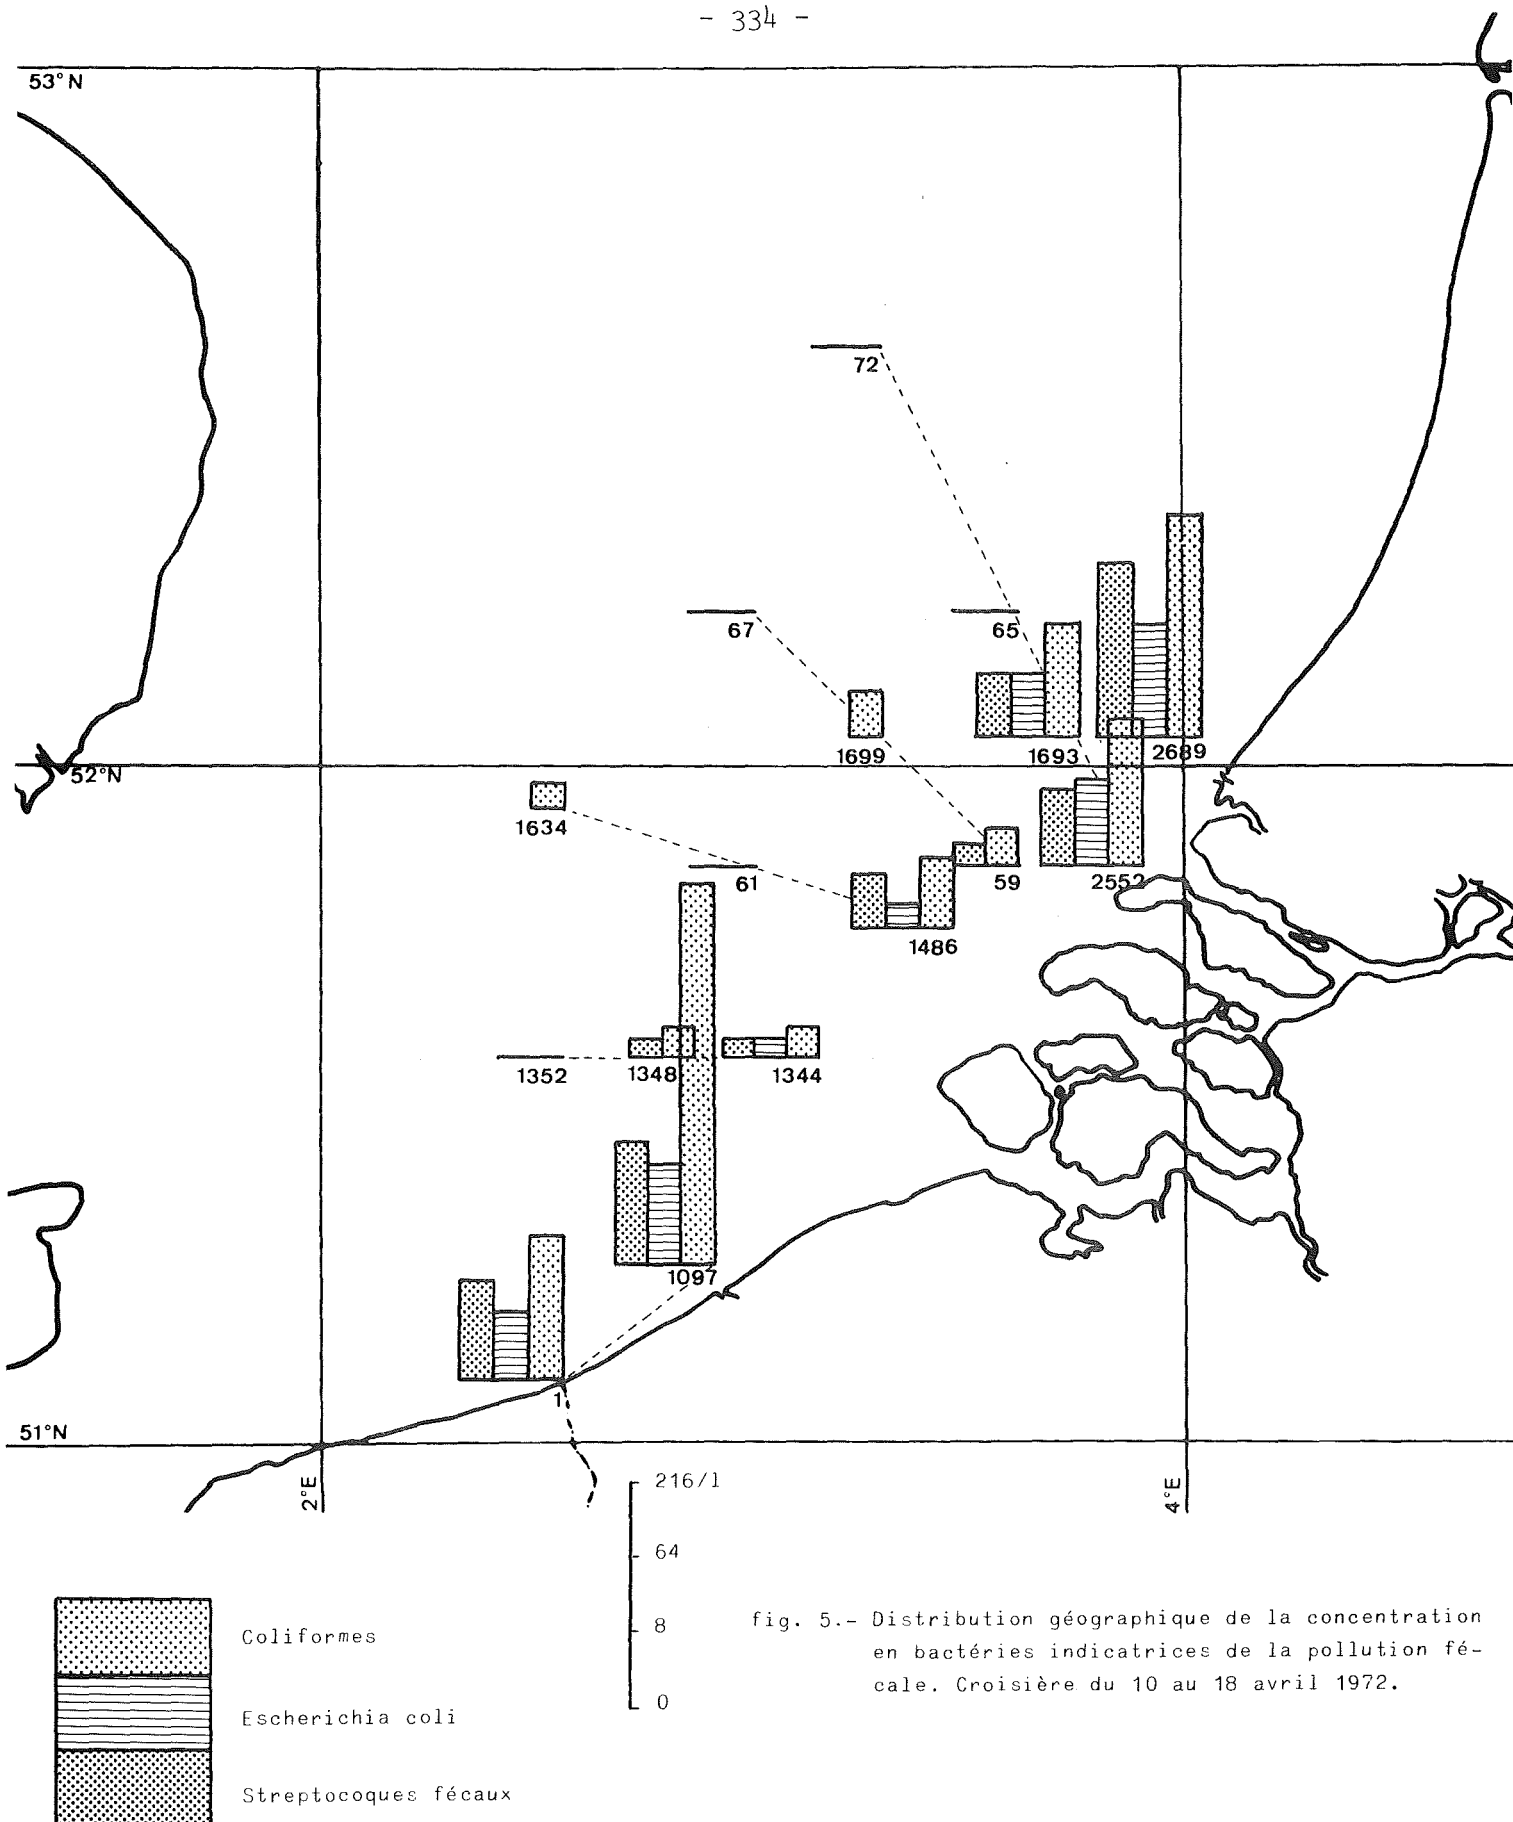 - 334 -
53°N
72
67
65
1699
1693
2689
52°N
1634
61
59
2552
1486
1352
1348
1344
1097
1
51°N
2°E
4°E
216/l
64
8
0
Coliformes
Escherichia coli
Streptocoques fécaux
fig. 5.- Distribution géographique de la concentration
en bactéries indicatrices de la pollution fé-
cale. Croisière du 10 au 18 avril 1972.